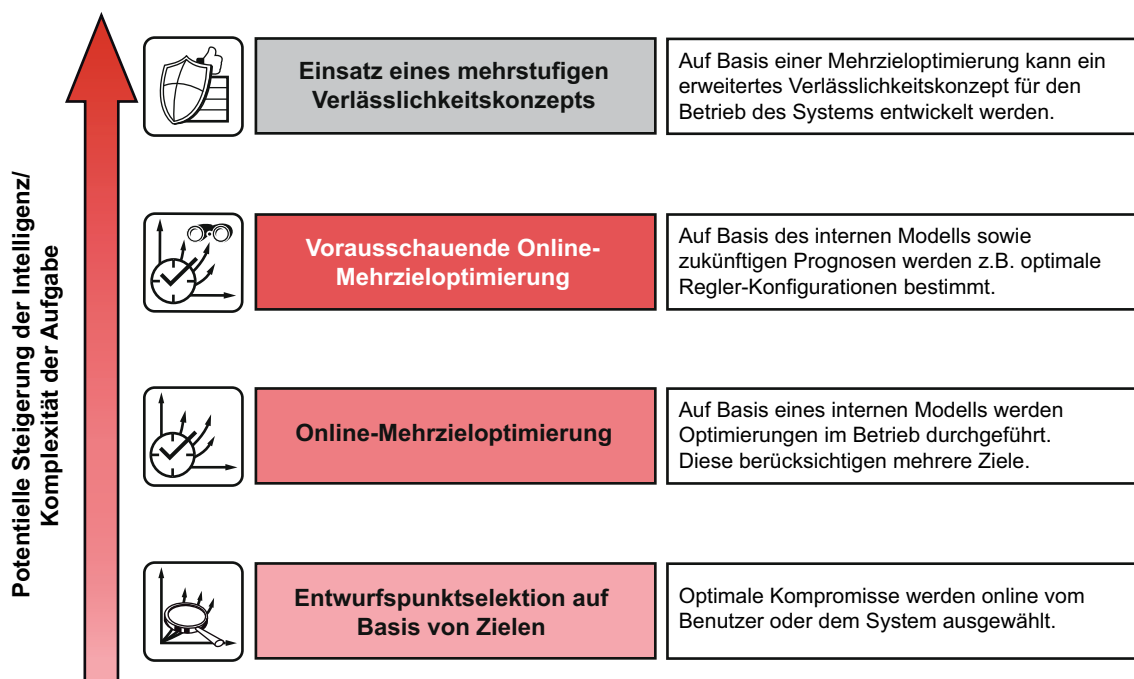 Potentielle Steigerung der Intelligenz/
Komplexität der Aufgabe
Einsatz eines mehrstufigen
Verlässlichkeitskonzepts
Auf Basis einer Mehrzieloptimierung kann ein
erweitertes Verlässlichkeitskonzept für den
Betrieb des Systems entwickelt werden.
Vorausschauende Online-
Mehrzieloptimierung
Auf Basis des internen Modells sowie
zukünftigen Prognosen werden z.B. optimale
Regler-Konfigurationen bestimmt.
Online-Mehrzieloptimierung
Auf Basis eines internen Modells werden
Optimierungen im Betrieb durchgeführt.
Diese berücksichtigen mehrere Ziele.
Entwurfspunktselektion auf
Basis von Zielen
Optimale Kompromisse werden online vom
Benutzer oder dem System ausgewählt.